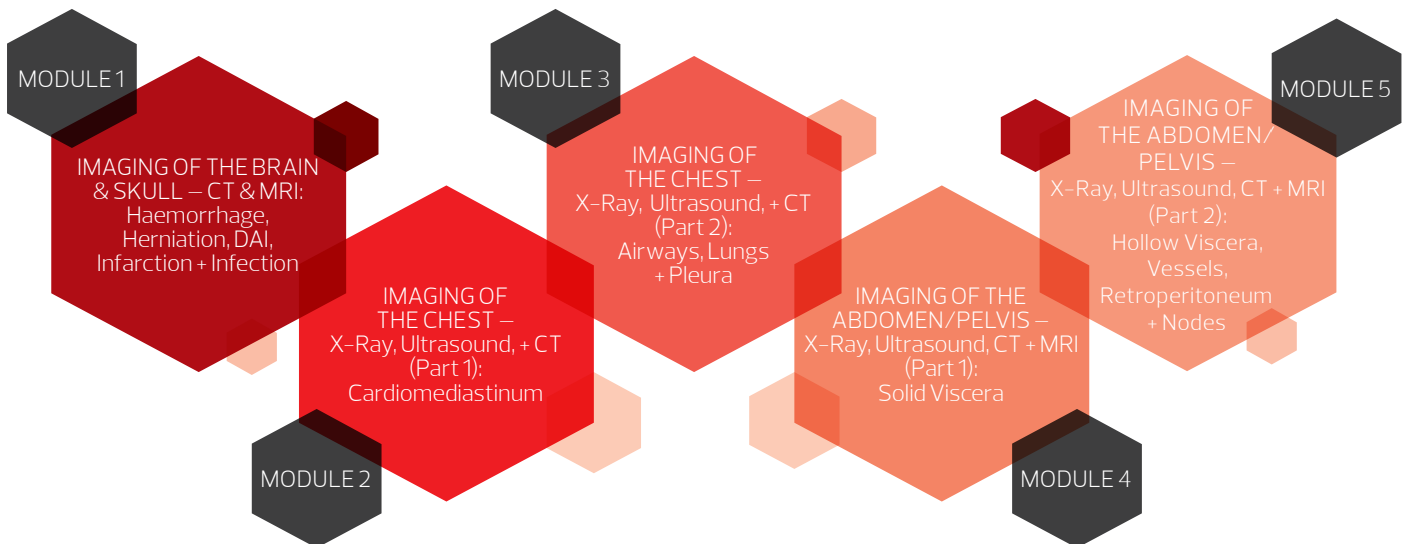 MODULE 1
IMAGING OF THE BRAIN
& SKULL – CT & MRI:
Haemorrhage,
Herniation, DAI,
Infarction + Infection
MODULE 2
IMAGING OF
THE CHEST –
X-Ray, Ultrasound, + CT
(Part 1):
Cardiomediastinum
MODULE 3
IMAGING OF
THE CHEST –
X-Ray, Ultrasound, + CT
(Part 2):
Airways, Lungs
+ Pleura
MODULE 4
IMAGING OF THE
ABDOMEN/PELVIS –
X-Ray, Ultrasound, CT + MRI
(Part 1):
Solid Viscera
MODULE 5
IMAGING OF
THE ABDOMEN/
PELVIS –
X-Ray, Ultrasound, CT + MRI
(Part 2):
Hollow Viscera,
Vessels,
Retroperitoneum
+ Nodes